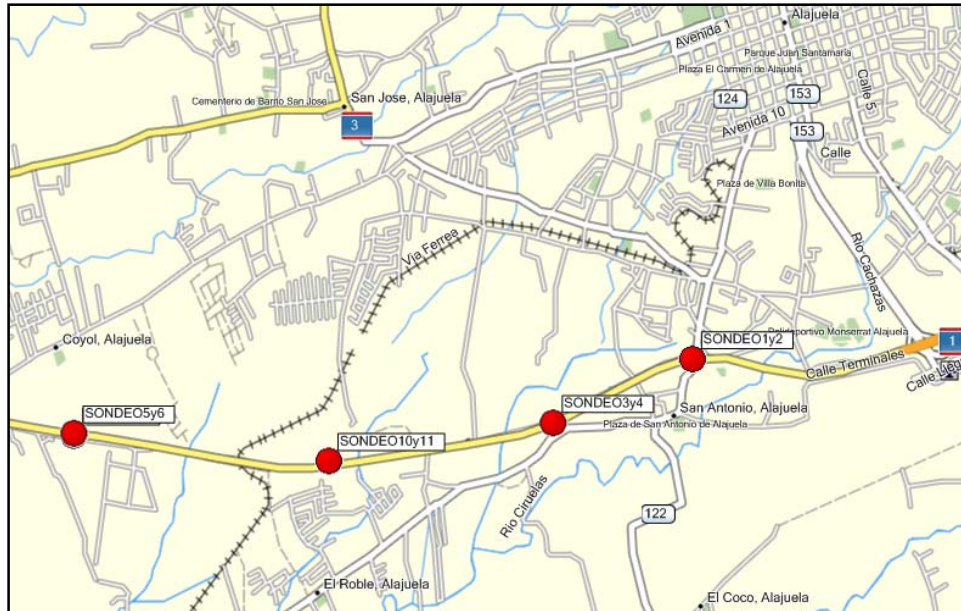 Alajuela
Avenida 1
Parque Juan Santamaria
Plaza El Carmen de Alajuela
Calle 5
124
153
Cementerio de Barrio San Jose
San Jose, Alajuela
3
Avenida 10
153
Calle
Plaza de Villa Bonita
Via Ferrea
Rio Cachazas
Coyol, Alajuela
Polideportivo Monserrat Alajuela
SONDEO1y2
1
Calle Terminales
SONDEO5y6
SONDEO3y4
San Antonio, Alajuela
Plaza de San Antonio de Alajuela
SONDEO10y11
Rio Ciruelas
122
El Roble, Alajuela
El Coco, Alajuela